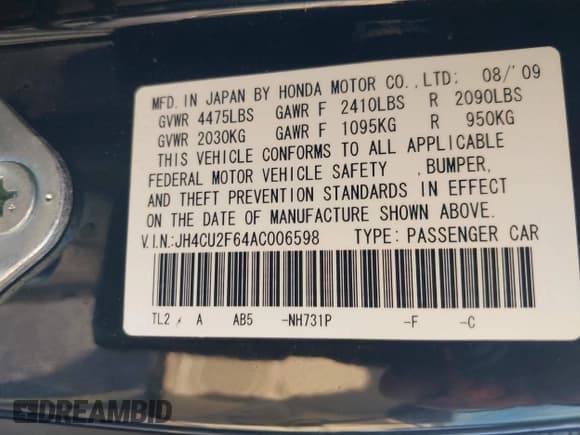 MFD. IN JAPAN BY HONDA MOTOR CO., LTD: 08/'09
GVWR 4475LBS GAWR F 2410LBS R 2090LBS
GVWR 2030KG GAWR F 1095KG R 950KG
THIS VEHICLE CONFORMS TO ALL APPLICABLE
FEDERAL MOTOR VEHICLE SAFETY , BUMPER,
AND THEFT PREVENTION STANDARDS IN EFFECT
ON THE DATE OF MANUFACTURE SHOWN ABOVE.
V.I.N:JH4CU2F64AC006598 TYPE: PASSENGER CAR
TL2 A AB5 -NH731P -F -C
DREAMBID